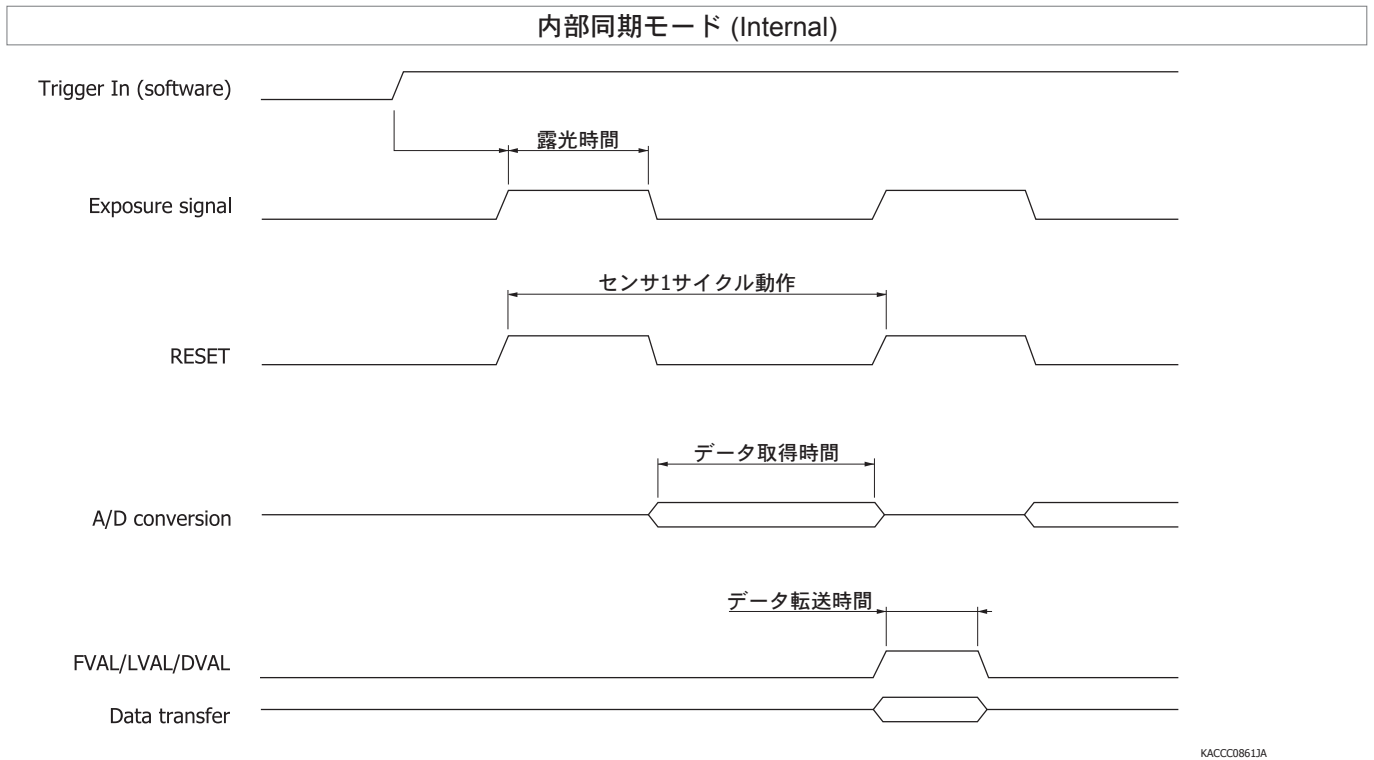 内部同期モード (Internal)
Trigger In (software)
露光時間
Exposure signal
センサ1サイクル動作
RESET
データ取得時間
A/D conversion
データ転送時間
FVAL/LVAL/DVAL
Data transfer
KACCC0861JA